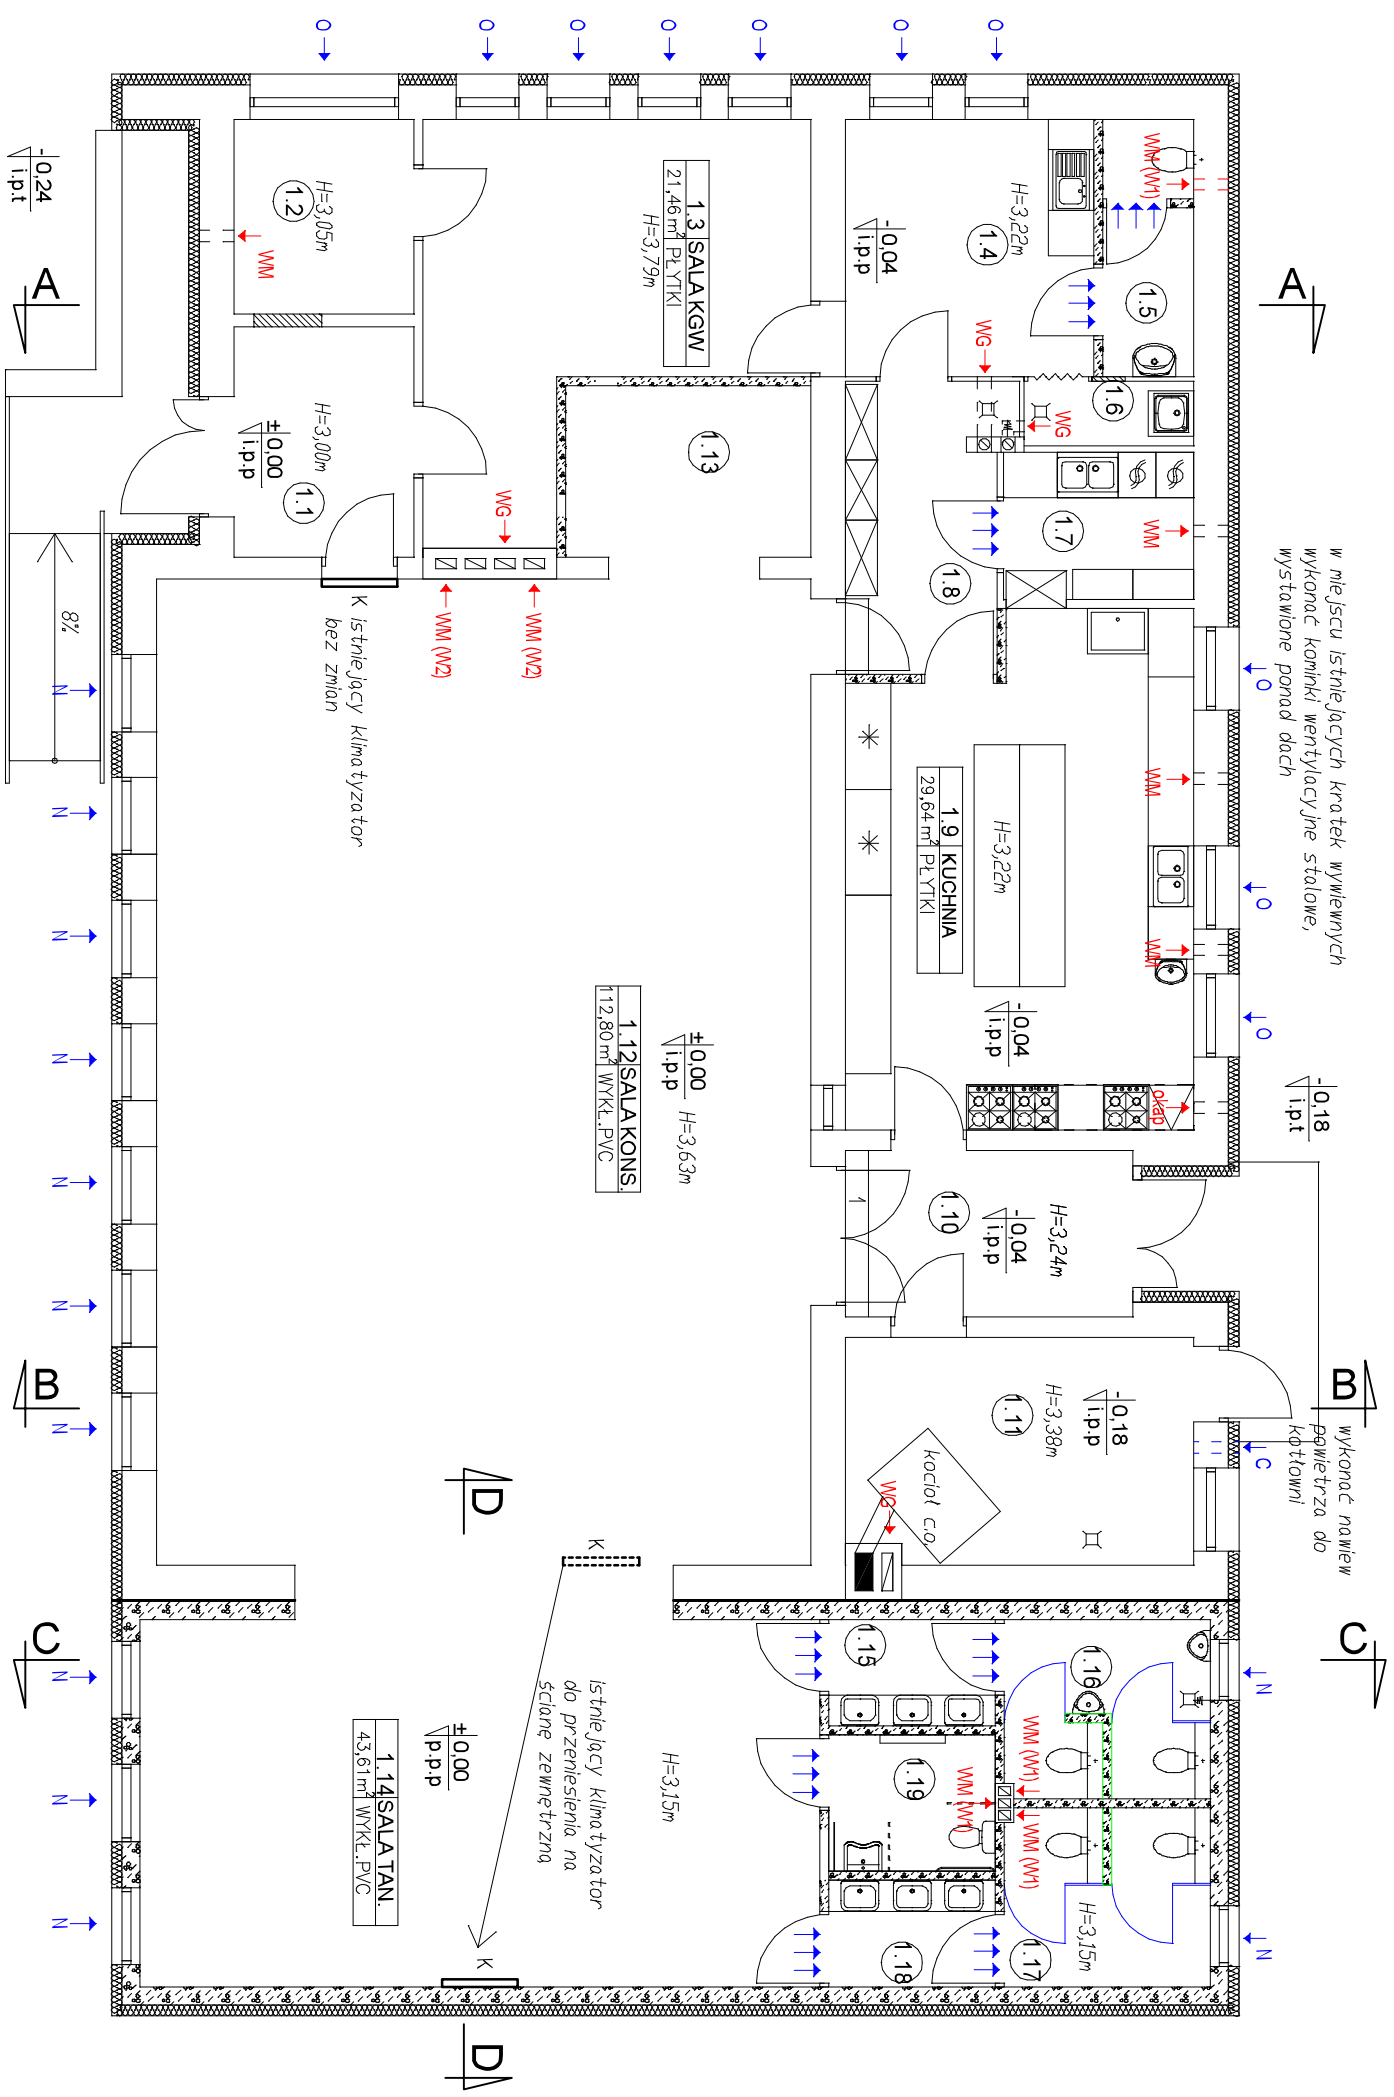 w miejscu istniejących kratek wywiewnych
wykonać kominki wentylacyjne stalowe,
wystawione ponad dach
-0,18
i.p.t
wykonać nawiew
powietrza do
kotłowni
A
B
C
O
O
O
C
N
N
WM (W1)
1.5
1.6
WG
WG
WM
1.7
1.8
WM
WM
okap
H=3,22m
1.4
-0,04
i.p.p
H=3,22m
1.9 KUCHNIA
29,64 m² PŁYTKI
-0,04
i.p.p
H=3,24m
-0,04
i.p.p
1.10
1
-0,18
i.p.p
H=3,38m
1.11
kocioł c.o.
WG
1.15
1.16
WM (W1)
WM (W1)
WM (W1)
1.19
1.18
1.17
H=3,15m
O
O
O
O
O
O
O
1.3 SALA KGW
21,46 m² PŁYTKI
H=3,79m
1.13
H=3,05m
1.2
WM
H=3,00m
±0,00
i.p.p
1.1
WG
WM (W2)
WM (W2)
K istniejący klimatyzator
bez zmian
±0,00
i.p.p
H=3,63m
1.12 SALA KONS.
112,80 m² WYKŁ.PVC
K
istniejący klimatyzator
do przeniesienia na
ścianę zewnętrzną
K
H=3,15m
±0,00
i.p.p.p
1.14 SALA TAN.
43,61 m² WYKŁ.PVC
D
D
-0,24
i.p.t
8%
N
N
N
N
N
N
N
N
N
N
A
B
C